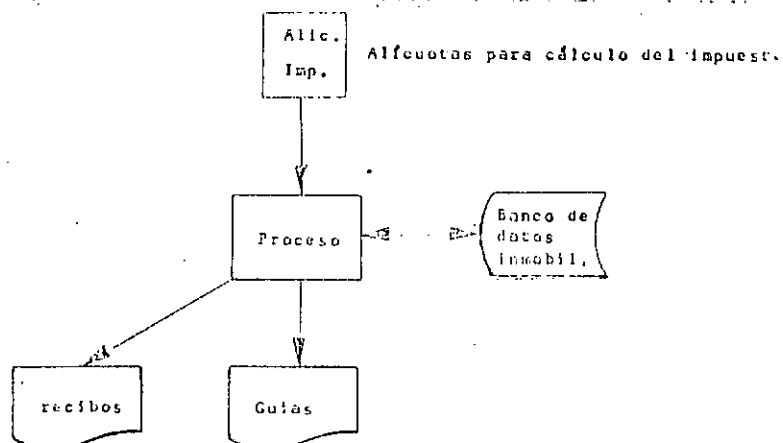 Alic.
Imp.
Alícuotas para cálculo del impuest.
Proceso
Banco de
datos
inmobil.
recibos
Guías